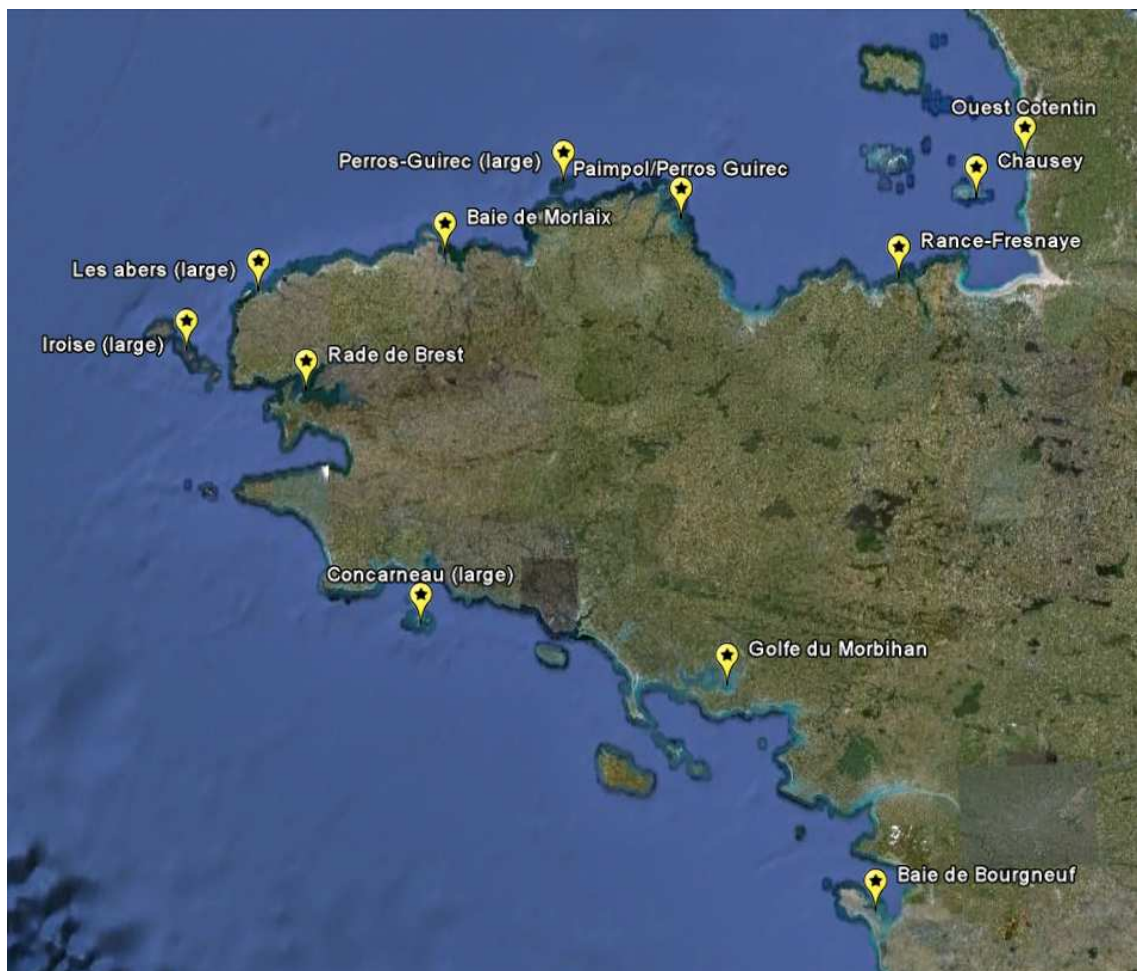 Ouest Cotentin
Perros-Guirec (large)
Paimpol/Perros Guirec
Chausey
Baie de Morlaix
Rance-Fresnaye
Les abers (large)
Iroise (large)
Rade de Brest
Concarneau (large)
Golfe du Morbihan
Baie de Bourgneuf